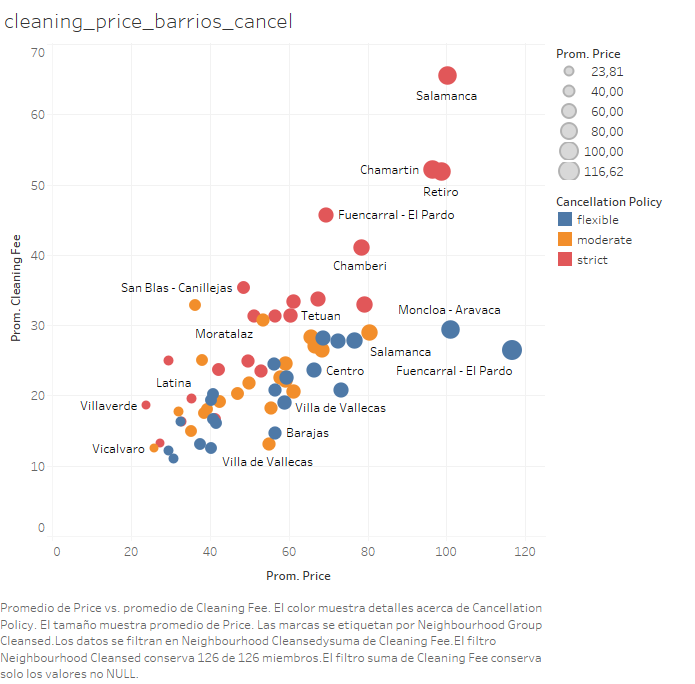 cleaning_price_barrios_cancel
70
60
50
40
30
20
10
0
Prom. Cleaning Fee
Salamanca
Chamartin
Retiro
Fuencarral - El Pardo
Chamberi
San Blas - Canillejas
Moncloa - Aravaca
Tetuan
Moratalaz
Salamanca
Centro
Fuencarral - El Pardo
Latina
Villaverde
Villa de Vallecas
Barajas
Vicalvaro
Villa de Vallecas
0 20 40 60 80 100 120
Prom. Price
Prom. Price
23,81
40,00
60,00
80,00
100,00
116,62
Cancellation Policy
flexible
moderate
strict
Promedio de Price vs. promedio de Cleaning Fee. El color muestra detalles acerca de Cancellation
Policy. El tamaño muestra promedio de Price. Las marcas se etiquetan por Neighbourhood Group
Cleansed.Los datos se filtran en Neighbourhood Cleansedysuma de Cleaning Fee.El filtro
Neighbourhood Cleansed conserva 126 de 126 miembros.El filtro suma de Cleaning Fee conserva
solo los valores no NULL.